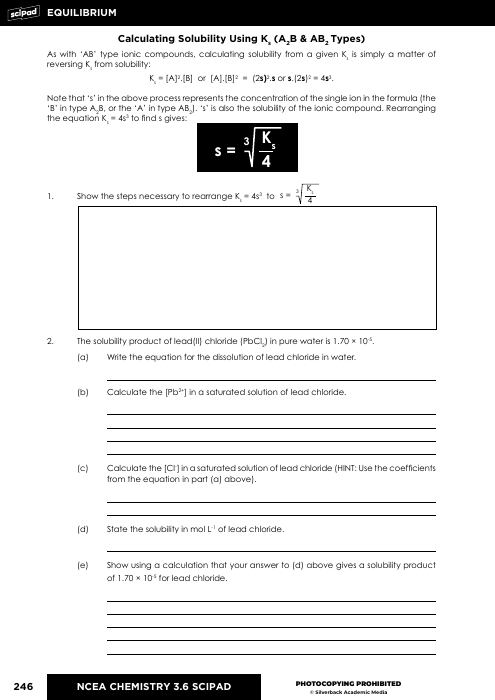 scipad EQUILIBRIUM
Calculating Solubility Using Kₛ (A₂B & AB₂ Types)
As with ‘AB’ type ionic compounds, calculating solubility from a given Kₛ is simply a matter of
reversing Kₛ from solubility:
Kₛ = [A]².[B] or [A].[B]² = (2s)².s or s.(2s)² = 4s³.
Note that ‘s’ in the above process represents the concentration of the single ion in the formula (the
‘B’ in type A₂B, or the ‘A’ in type AB₂). ‘s’ is also the solubility of the ionic compound. Rearranging
the equation Kₛ = 4s³ to find s gives:
s = ∛(Kₛ/4)
1. Show the steps necessary to rearrange Kₛ = 4s³ to s = ∛(Kₛ/4)
2. The solubility product of lead(II) chloride (PbCl₂) in pure water is 1.70 × 10⁻⁵.
(a) Write the equation for the dissolution of lead chloride in water.
(b) Calculate the [Pb²⁺] in a saturated solution of lead chloride.
(c) Calculate the [Cl⁻] in a saturated solution of lead chloride (HINT: Use the coefficients
from the equation in part (a) above).
(d) State the solubility in mol L⁻¹ of lead chloride.
(e) Show using a calculation that your answer to (d) above gives a solubility product
of 1.70 × 10⁻⁵ for lead chloride.
246 NCEA CHEMISTRY 3.6 SCIPAD PHOTOCOPYING PROHIBITED
© Silverback Academic Media